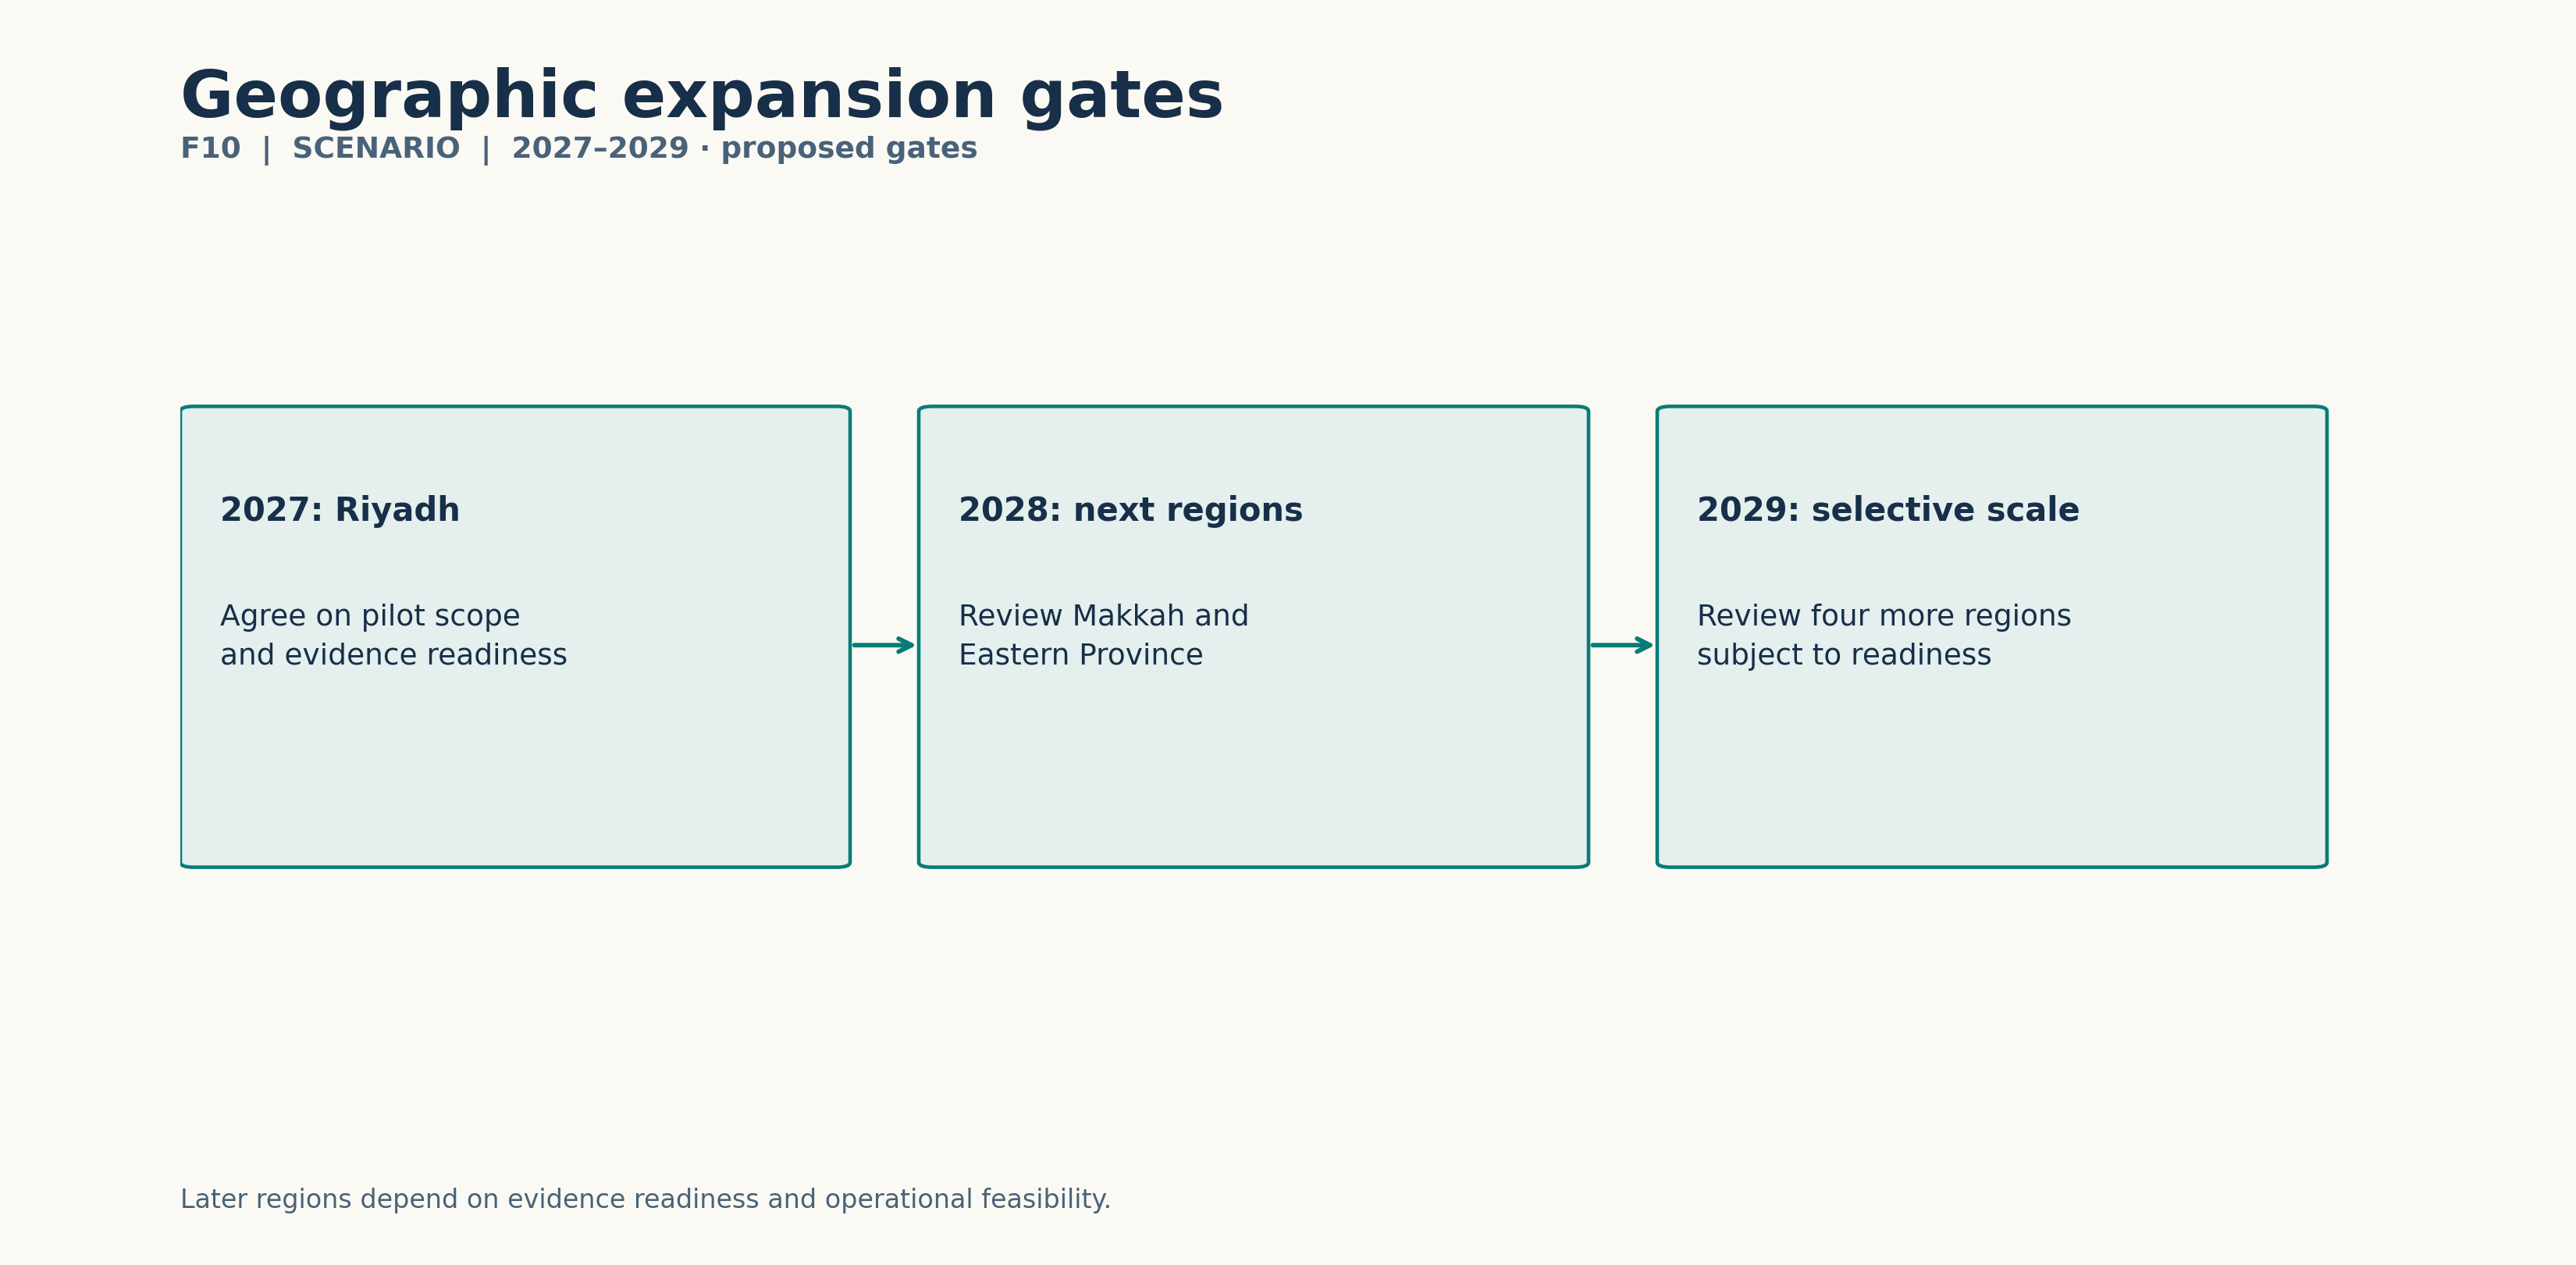 Geographic expansion gates
F10 | SCENARIO | 2027–2029 · proposed gates
2027: Riyadh
Agree on pilot scope
and evidence readiness
2028: next regions
Review Makkah and
Eastern Province
2029: selective scale
Review four more regions
subject to readiness
Later regions depend on evidence readiness and operational feasibility.